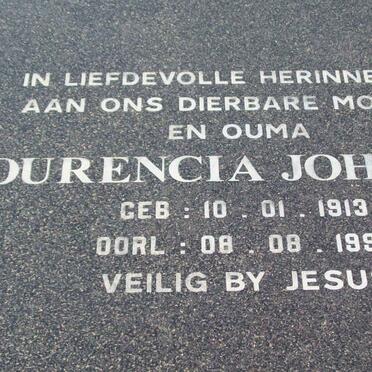 IN LIEFDEVOLLE HERINNE
AAN ONS DIERBARE MO
EN OUMA
OURENCIA JOH
GEB : 10 . 01 . 1913
OORL : 08 . 08 . 199
VEILIG BY JESUS